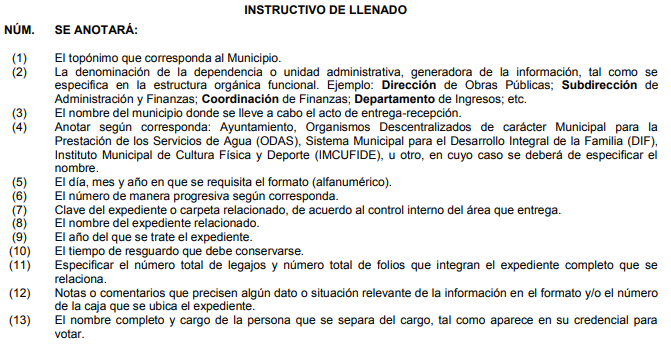 INSTRUCTIVO DE LLENADO
NÚM. SE ANOTARÁ:
(1) El topónimo que corresponda al Municipio.
(2) La denominación de la dependencia o unidad administrativa, generadora de la información, tal como se
especifica en la estructura orgánica funcional. Ejemplo: Dirección de Obras Públicas; Subdirección de
Administración y Finanzas; Coordinación de Finanzas; Departamento de Ingresos; etc.
(3) El nombre del municipio donde se lleve a cabo el acto de entrega-recepción.
(4) Anotar según corresponda: Ayuntamiento, Organismos Descentralizados de carácter Municipal para la
Prestación de los Servicios de Agua (ODAS), Sistema Municipal para el Desarrollo Integral de la Familia (DIF),
Instituto Municipal de Cultura Física y Deporte (IMCUFIDE), u otro, en cuyo caso se deberá de especificar el
nombre.
(5) El día, mes y año en que se requisita el formato (alfanumérico).
(6) El número de manera progresiva según corresponda.
(7) Clave del expediente o carpeta relacionado, de acuerdo al control interno del área que entrega.
(8) El nombre del expediente relacionado.
(9) El año del que se trate el expediente.
(10) El tiempo de resguardo que debe conservarse.
(11) Especificar el número total de legajos y número total de folios que integran el expediente completo que se
relaciona.
(12) Notas o comentarios que precisen algún dato o situación relevante de la información en el formato y/o el número
de la caja que se ubica el expediente.
(13) El nombre completo y cargo de la persona que se separa del cargo, tal como aparece en su credencial para
votar.